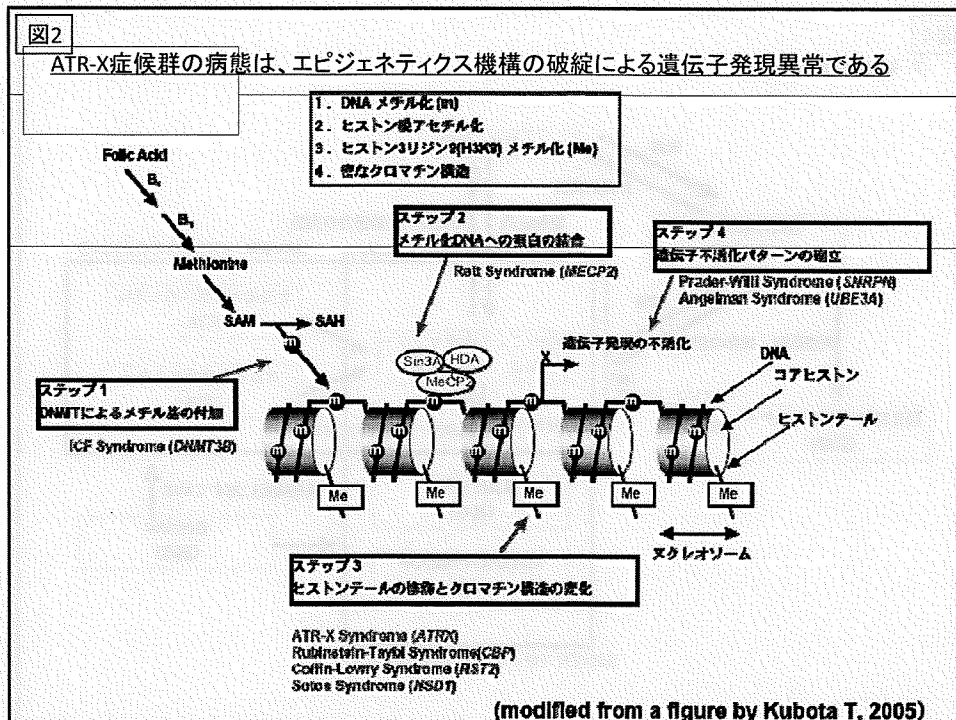 図2
ATR-X症候群の病態は、エピジェネティクス機構の破綻による遺伝子発現異常である
1. DNA メチル化 (m)
2. ヒストン脱アセチル化
3. ヒストン3リジン9(H3K9) メチル化 (Me)
4. 密なクロマチン構造
Folic Acid
B
B
Methionine
SAM
SAH
m
ステップ 1
DNMTによるメチル基の付加
ICF Syndrome (DNMT3B)
ステップ 2
メチル化DNAへの蛋白の結合
Rett Syndrome (MECP2)
Sin3A
HDA
MeCP2
ステップ 4
遺伝子不活化パターンの確立
Prader-Willi Syndrome (SNRPN)
Angelman Syndrome (UBE3A)
X
遺伝子発現の不活化
DNA
コアヒストン
ヒストンテール
m
m
m
m
m m
m m
m m
m m
m m
Me
Me
Me
Me
Me
ヌクレオソーム
ステップ 3
ヒストンテールの修飾とクロマチン構造の変化
ATR-X Syndrome (ATRX)
Rubinstein-Taybi Syndrome(CBP)
Coffin-Lowry Syndrome (RST2)
Sotos Syndrome (NSD1)
(modified from a figure by Kubota T, 2005)